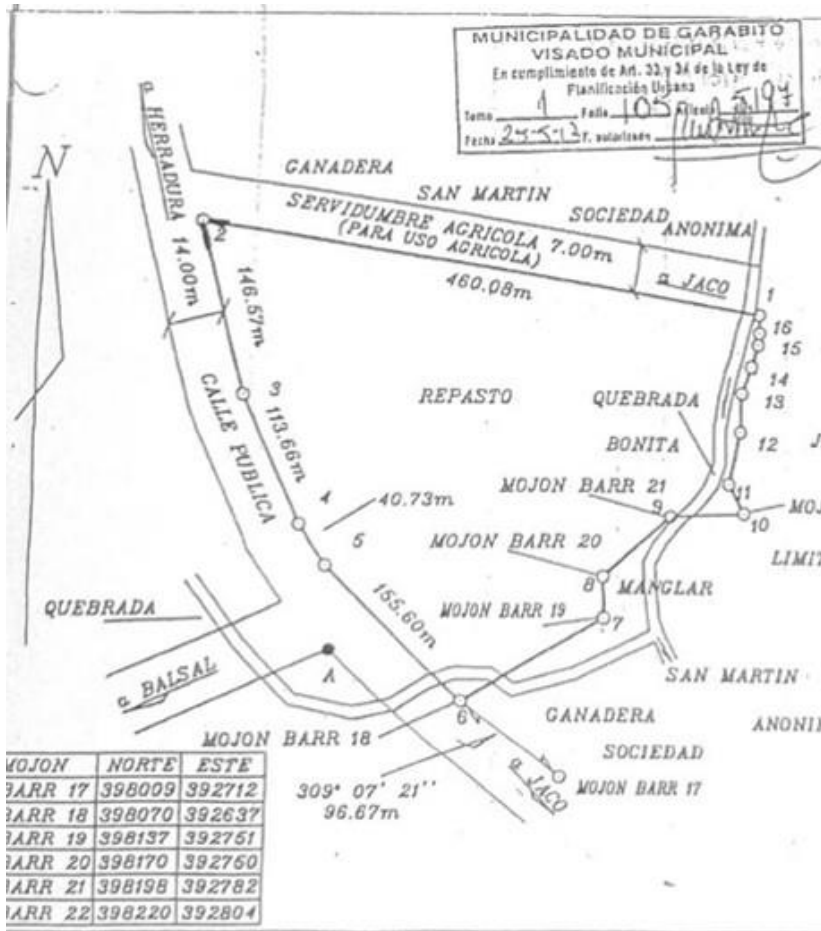 MUNICIPALIDAD DE GARABITO
VISADO MUNICIPAL
En cumplimiento de Art. 33 y 34 de la Ley de
Planificación Urbana
Tomo 1 Folio 105
Fecha F. autorizado
N
a HERRADURA
14.00m
GANADERA
SAN MARTIN
SOCIEDAD
ANONIMA
SERVIDUMBRE AGRICOLA 7.00m
(PARA USO AGRICOLA)
460.08m
a JACO
2
146.57m
3
113.66m
CALLE PUBLICA
4
40.73m
5
155.60m
REPASTO
QUEBRADA
BONITA
1
16
15
14
13
12
11
10
MOJON BARR 21
9
MOJ
MOJON BARR 20
8
MANGLAR
LIMIT
MOJON BARR 19
7
QUEBRADA
a BALSAL
A
SAN MARTIN
MOJON BARR 18
6
GANADERA
ANONI
SOCIEDAD
a JACO
MOJON BARR 17
309° 07' 21''
96.67m
MOJON NORTE ESTE
BARR 17 398009 392712
BARR 18 398070 392637
BARR 19 398137 392751
BARR 20 398170 392760
BARR 21 398198 392782
BARR 22 398220 392804